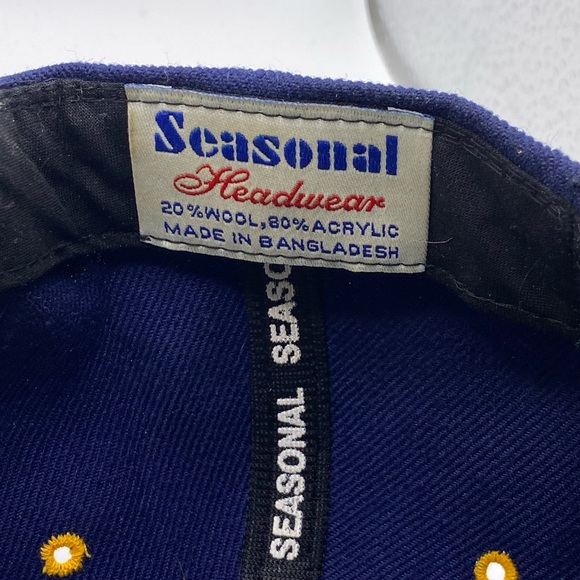 Seasonal
Headwear
20%WOOL,80%ACRYLIC
MADE IN BANGLADESH
SEASONAL SEASO